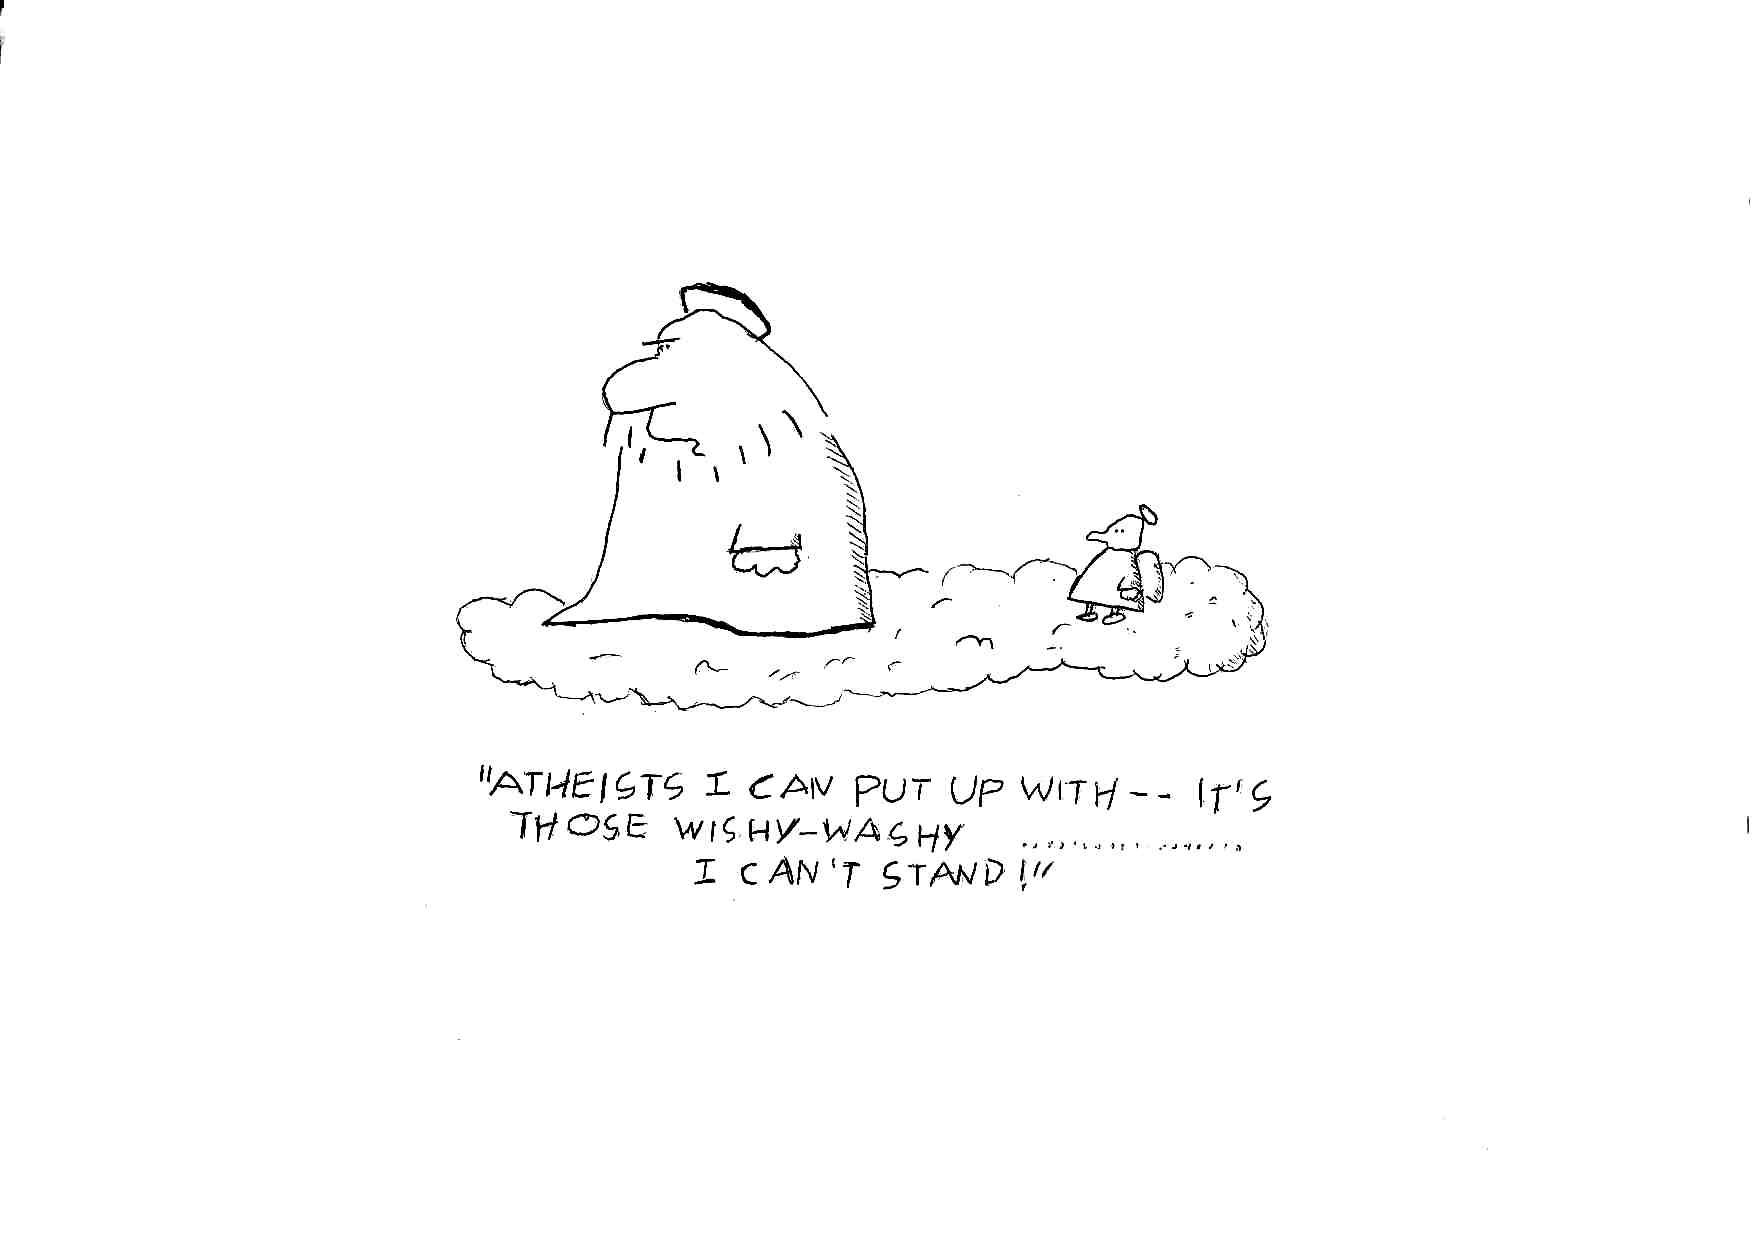 "ATHEISTS I CAN PUT UP WITH-- IT'S
THOSE WISHY-WASHY ......................
I CAN'T STAND!"